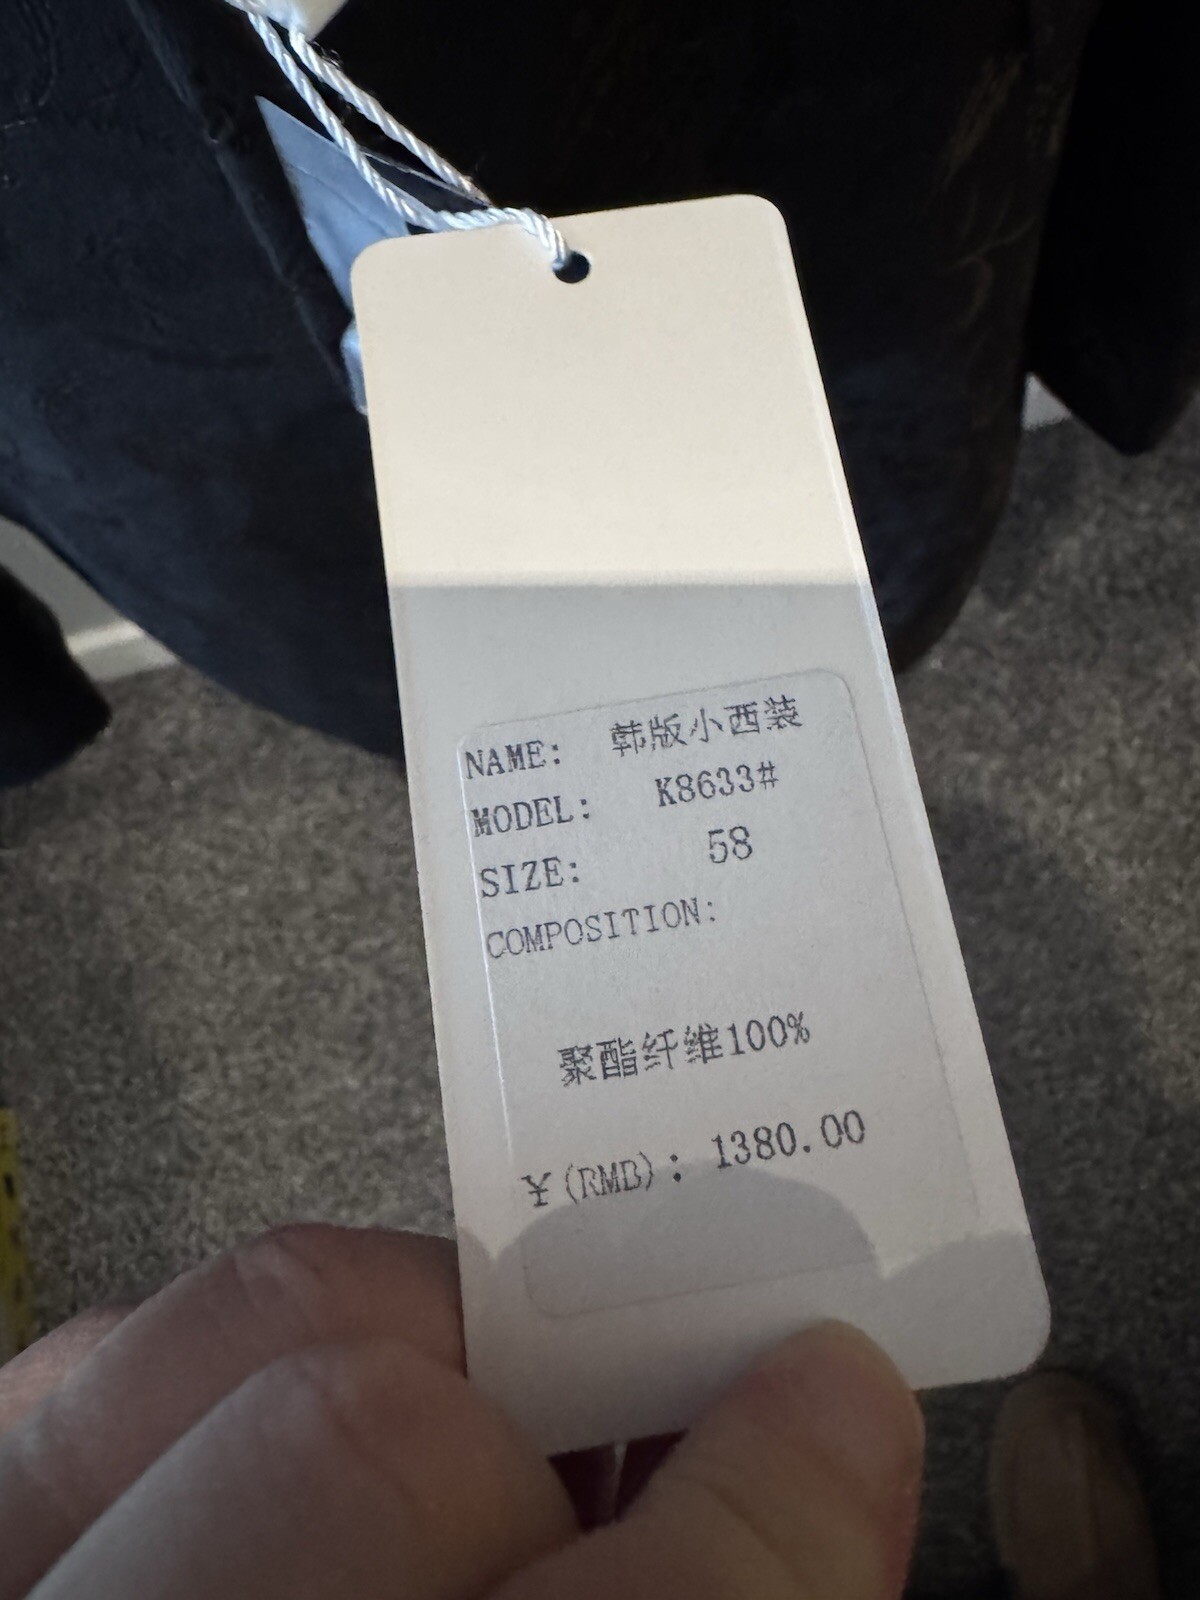 NAME: 韩版小西装
MODEL: K8633#
SIZE: 58
COMPOSITION:
聚酯纤维100%
¥(RMB): 1380.00